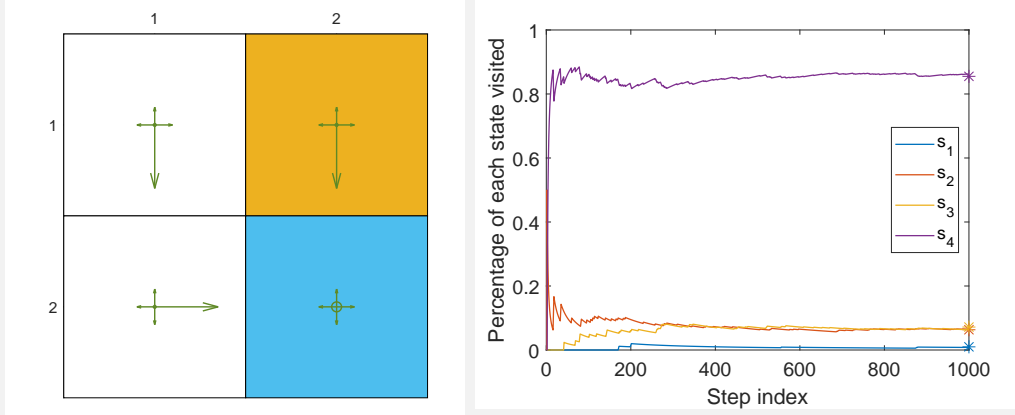 1 2
1
2
Percentage of each state visited
1
0.8
0.6
0.4
0.2
0
0 200 400 600 800 1000
Step index
s1
s2
s3
s4